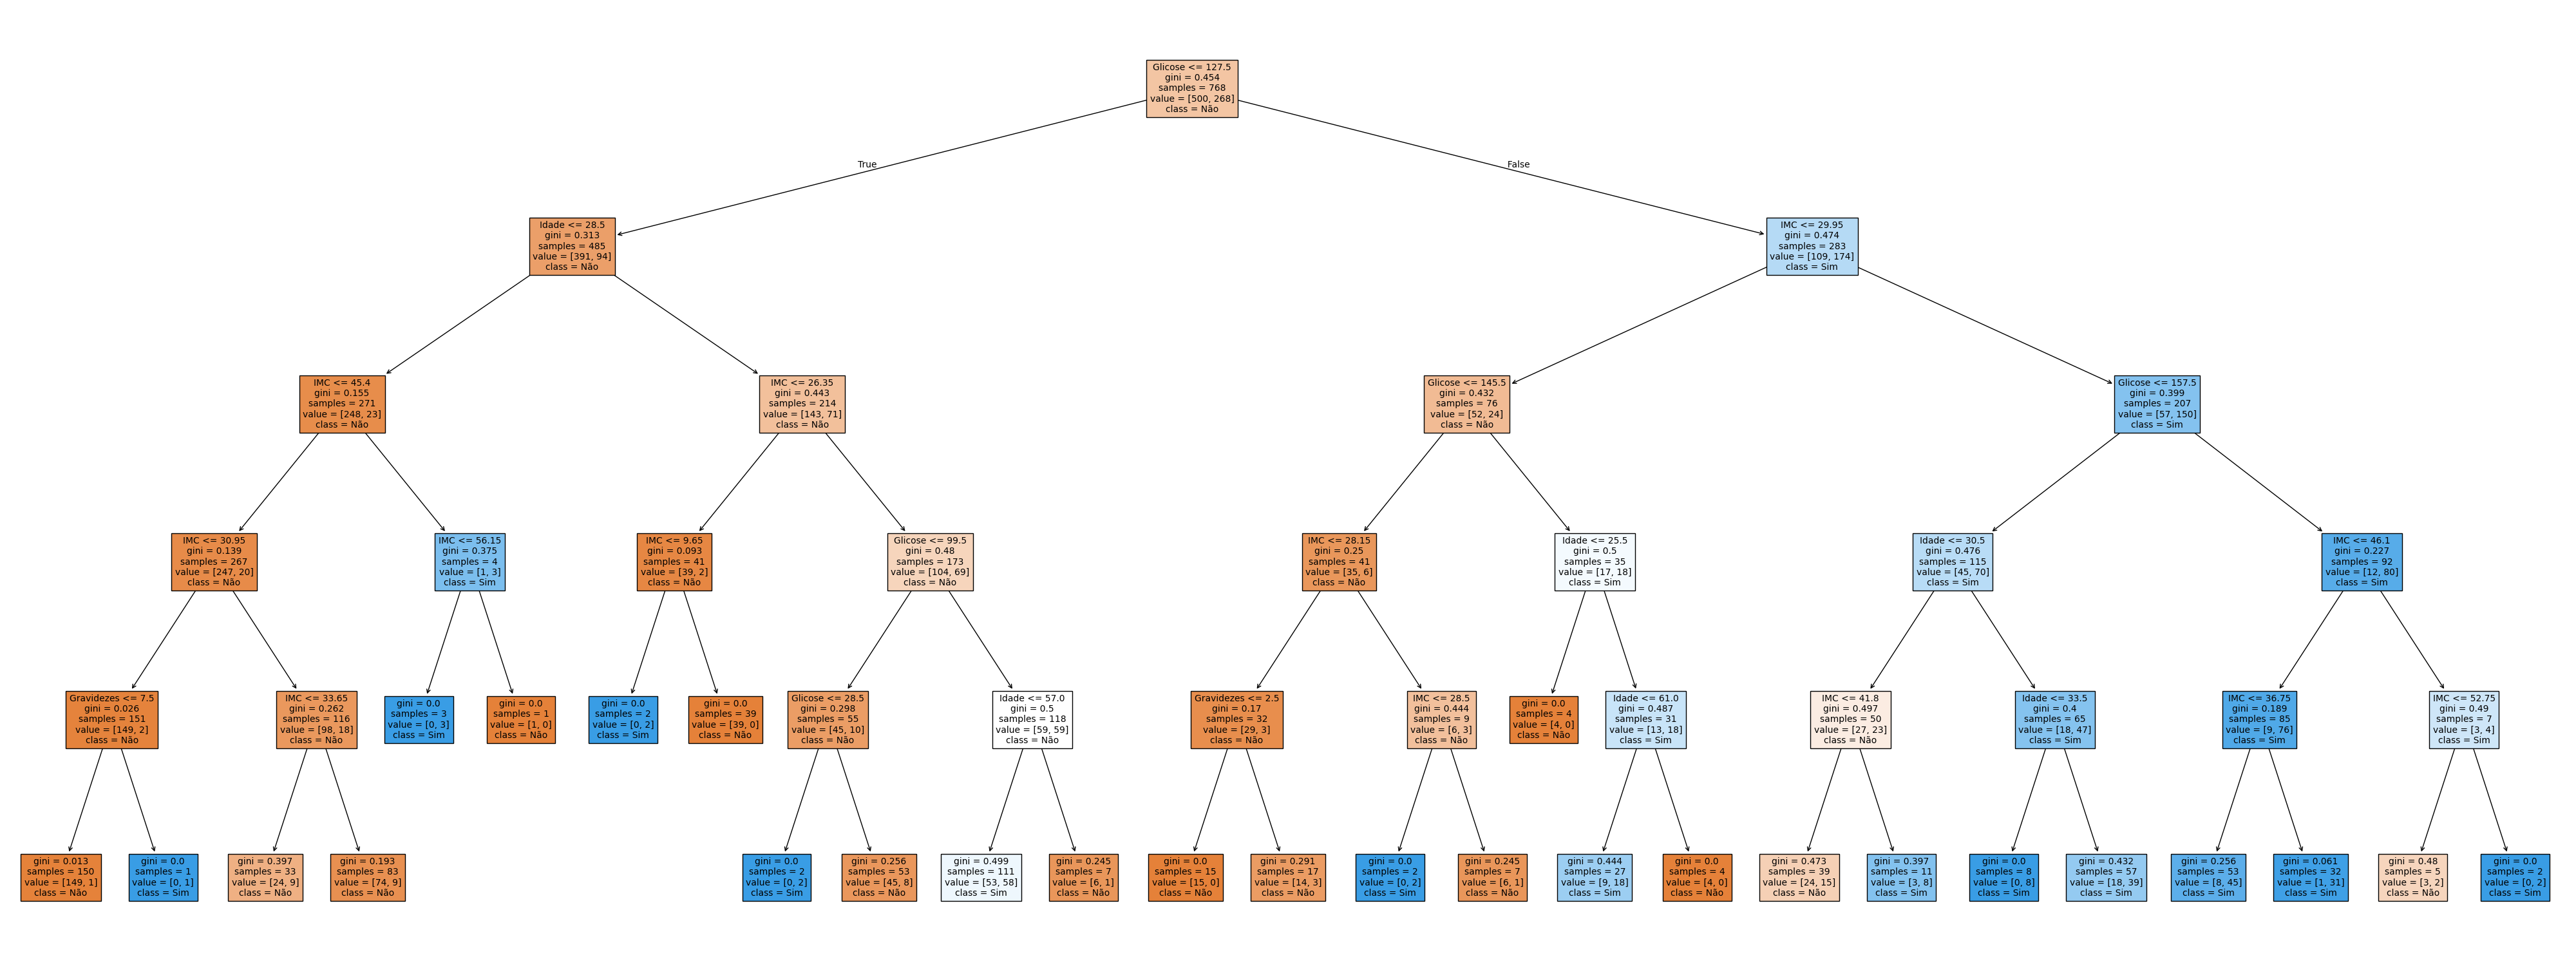 Glicose <= 127.5
gini = 0.454
samples = 768
value = [500, 268]
class = Não
True
False
Idade <= 28.5
gini = 0.313
samples = 485
value = [391, 94]
class = Não
IMC <= 29.95
gini = 0.474
samples = 283
value = [109, 174]
class = Sim
IMC <= 45.4
gini = 0.155
samples = 271
value = [248, 23]
class = Não
IMC <= 26.35
gini = 0.443
samples = 214
value = [143, 71]
class = Não
Glicose <= 145.5
gini = 0.432
samples = 76
value = [52, 24]
class = Não
Glicose <= 157.5
gini = 0.399
samples = 207
value = [57, 150]
class = Sim
IMC <= 30.95
gini = 0.139
samples = 267
value = [247, 20]
class = Não
IMC <= 56.15
gini = 0.375
samples = 4
value = [1, 3]
class = Sim
IMC <= 9.65
gini = 0.093
samples = 41
value = [39, 2]
class = Não
Glicose <= 99.5
gini = 0.48
samples = 173
value = [104, 69]
class = Não
IMC <= 28.15
gini = 0.25
samples = 41
value = [35, 6]
class = Não
Idade <= 25.5
gini = 0.5
samples = 35
value = [17, 18]
class = Sim
Idade <= 30.5
gini = 0.476
samples = 115
value = [45, 70]
class = Sim
IMC <= 46.1
gini = 0.227
samples = 92
value = [12, 80]
class = Sim
Gravidezes <= 7.5
gini = 0.026
samples = 151
value = [149, 2]
class = Não
IMC <= 33.65
gini = 0.262
samples = 116
value = [98, 18]
class = Não
gini = 0.0
samples = 3
value = [0, 3]
class = Sim
gini = 0.0
samples = 1
value = [1, 0]
class = Não
gini = 0.0
samples = 2
value = [0, 2]
class = Sim
gini = 0.0
samples = 39
value = [39, 0]
class = Não
Glicose <= 28.5
gini = 0.298
samples = 55
value = [45, 10]
class = Não
Idade <= 57.0
gini = 0.5
samples = 118
value = [59, 59]
class = Não
Gravidezes <= 2.5
gini = 0.17
samples = 32
value = [29, 3]
class = Não
IMC <= 28.5
gini = 0.444
samples = 9
value = [6, 3]
class = Não
gini = 0.0
samples = 4
value = [4, 0]
class = Não
Idade <= 61.0
gini = 0.487
samples = 31
value = [13, 18]
class = Sim
IMC <= 41.8
gini = 0.497
samples = 50
value = [27, 23]
class = Não
Idade <= 33.5
gini = 0.4
samples = 65
value = [18, 47]
class = Sim
IMC <= 36.75
gini = 0.189
samples = 85
value = [9, 76]
class = Sim
IMC <= 52.75
gini = 0.49
samples = 7
value = [3, 4]
class = Sim
gini = 0.013
samples = 150
value = [149, 1]
class = Não
gini = 0.0
samples = 1
value = [0, 1]
class = Sim
gini = 0.397
samples = 33
value = [24, 9]
class = Não
gini = 0.193
samples = 83
value = [74, 9]
class = Não
gini = 0.0
samples = 2
value = [0, 2]
class = Sim
gini = 0.256
samples = 53
value = [45, 8]
class = Não
gini = 0.499
samples = 111
value = [53, 58]
class = Sim
gini = 0.245
samples = 7
value = [6, 1]
class = Não
gini = 0.0
samples = 15
value = [15, 0]
class = Não
gini = 0.291
samples = 17
value = [14, 3]
class = Não
gini = 0.0
samples = 2
value = [0, 2]
class = Sim
gini = 0.245
samples = 7
value = [6, 1]
class = Não
gini = 0.444
samples = 27
value = [9, 18]
class = Sim
gini = 0.0
samples = 4
value = [4, 0]
class = Não
gini = 0.473
samples = 39
value = [24, 15]
class = Não
gini = 0.397
samples = 11
value = [3, 8]
class = Sim
gini = 0.0
samples = 8
value = [0, 8]
class = Sim
gini = 0.432
samples = 57
value = [18, 39]
class = Sim
gini = 0.256
samples = 53
value = [8, 45]
class = Sim
gini = 0.061
samples = 32
value = [1, 31]
class = Sim
gini = 0.48
samples = 5
value = [3, 2]
class = Não
gini = 0.0
samples = 2
value = [0, 2]
class = Sim